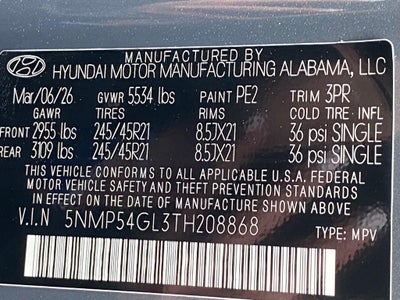 MANUFACTURED BY
HYUNDAI MOTOR MANUFACTURING ALABAMA, LLC
Mar/06/26 GVWR 5534 lbs PAINT PE2 TRIM 3PR
GAWR TIRES RIMS COLD TIRE INFL
FRONT 2955 lbs 245/45R21 8.5JX21 36 psi SINGLE
REAR 3109 lbs 245/45R21 8.5JX21 36 psi SINGLE
THIS VEHICLE CONFORMS TO ALL APPLICABLE U.S.A. FEDERAL
MOTOR VEHICLE SAFETY AND THEFT PREVENTION STANDARDS
IN EFFECT ON THE DATE OF MANUFACTURE SHOWN ABOVE.
V.I.N 5NMP54GL3TH208868
TYPE: MPV